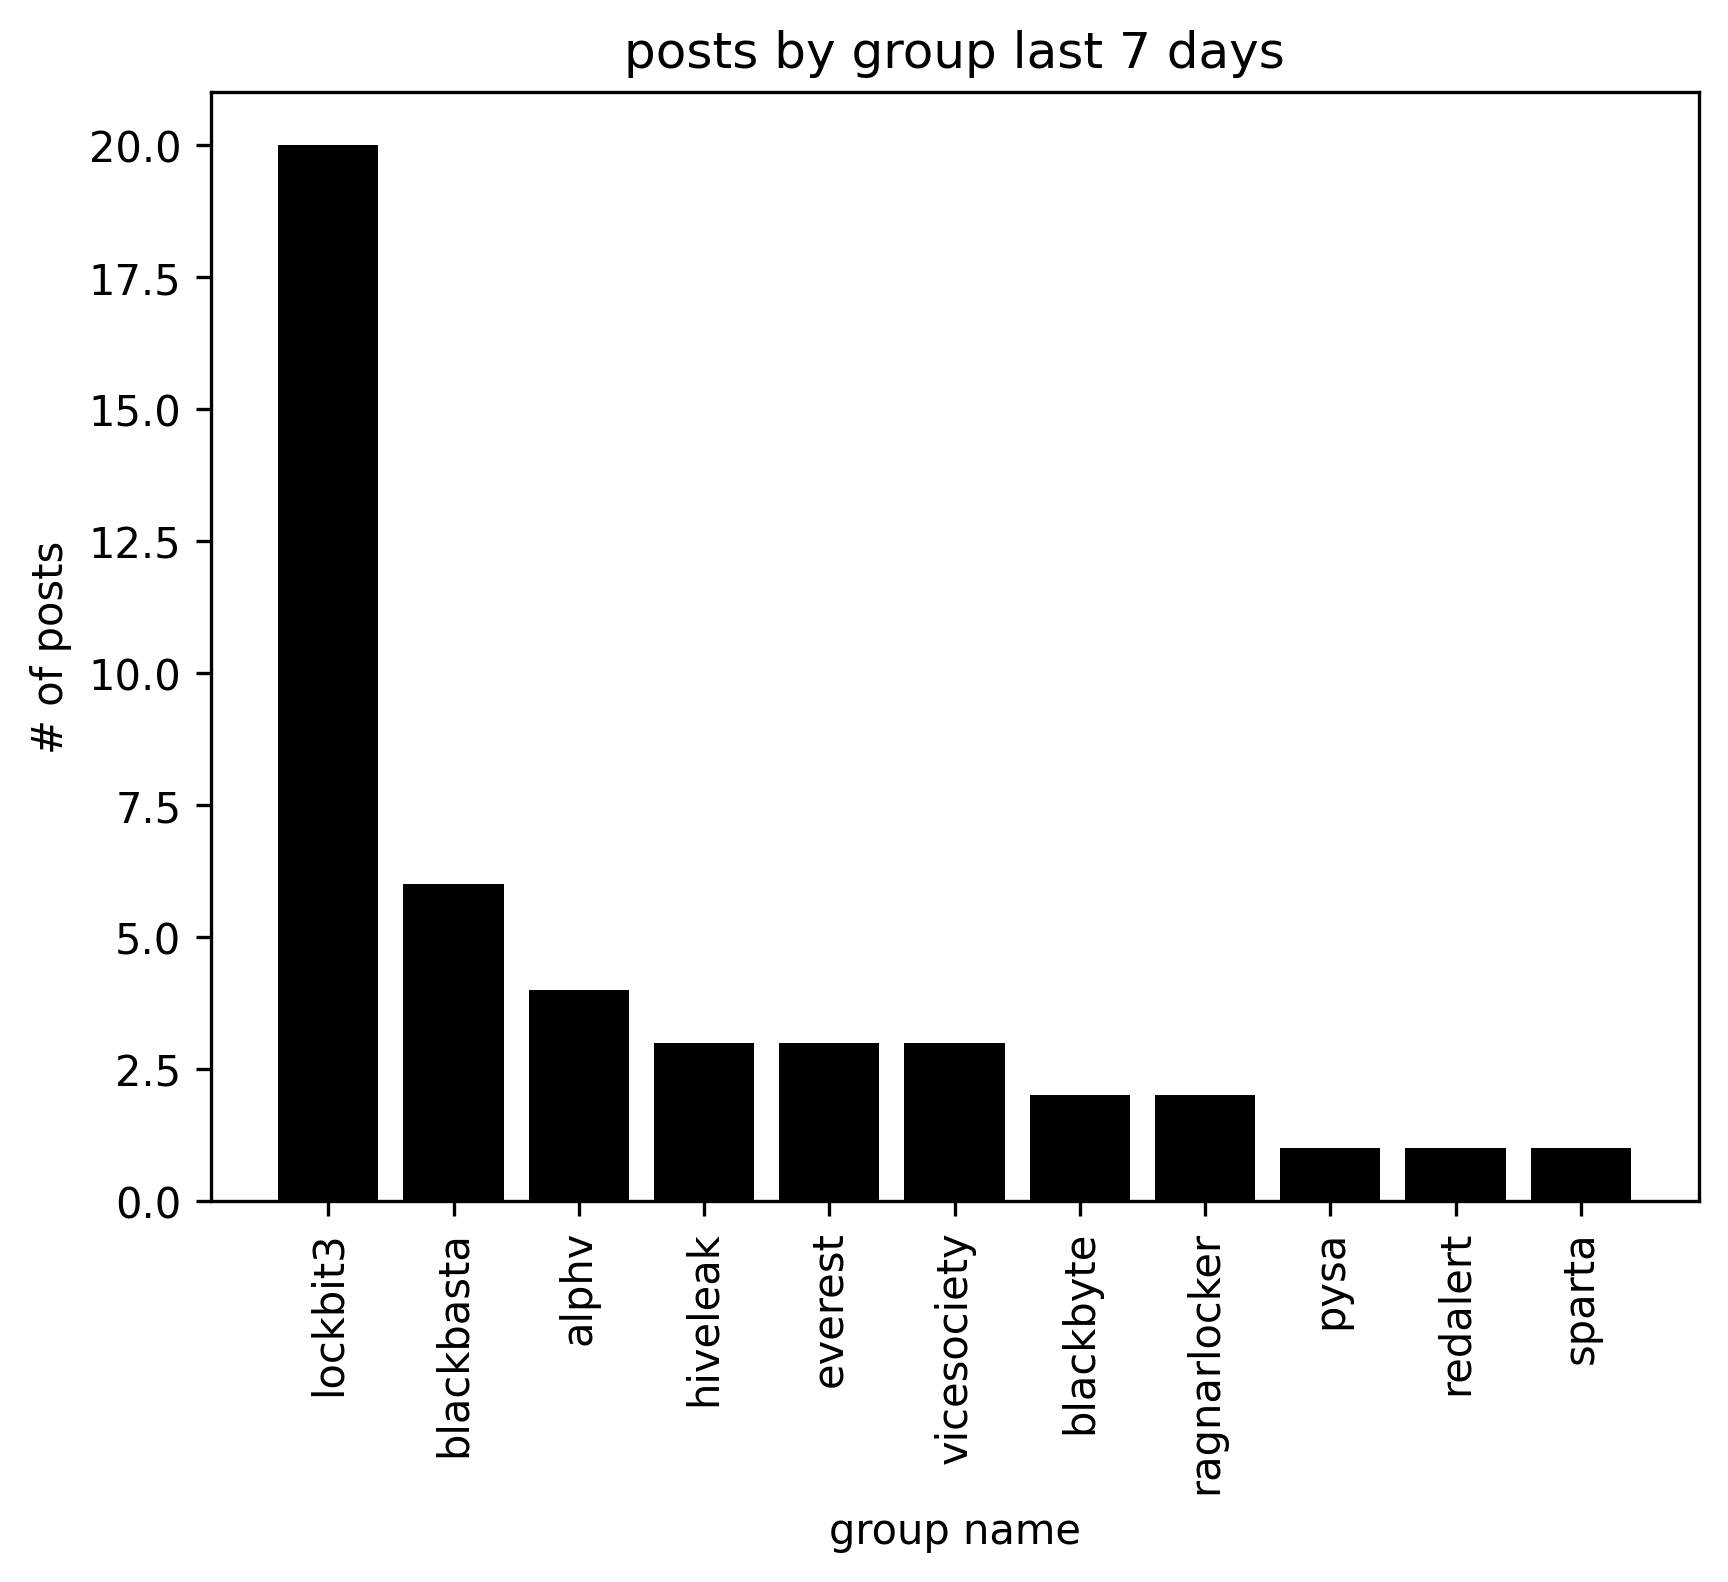 posts by group last 7 days
# of posts
20.0
17.5
15.0
12.5
10.0
7.5
5.0
2.5
0.0
lockbit3
blackbasta
alphv
hiveleak
everest
vicesociety
blackbyte
ragnarlocker
pysa
redalert
sparta
group name